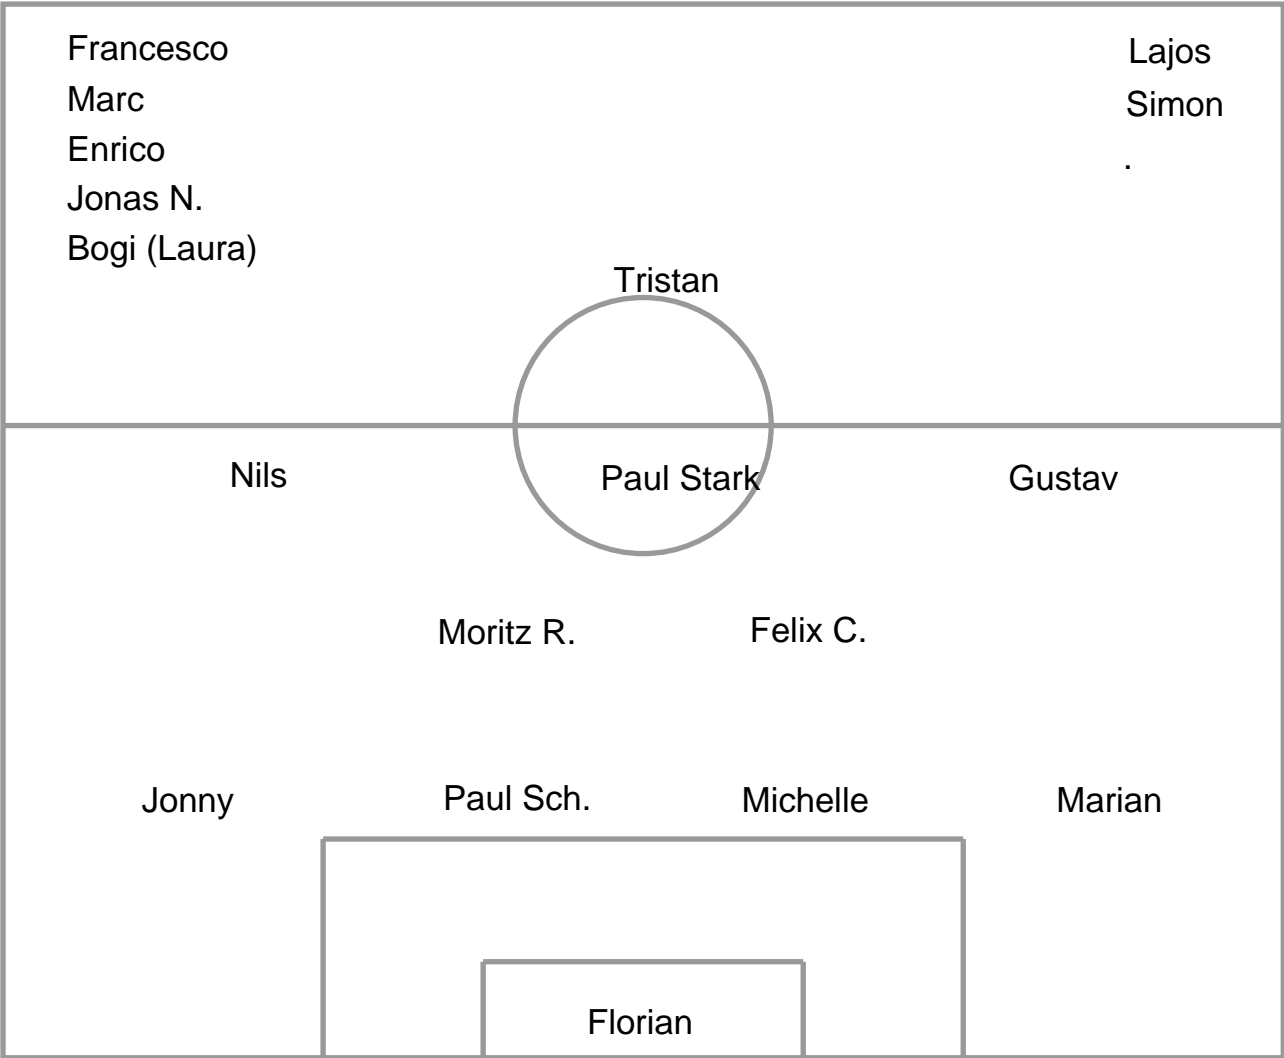 Francesco
Marc
Enrico
Jonas N.
Bogi (Laura)
Lajos
Simon
.
Tristan
Nils
Paul Stark
Gustav
Moritz R.
Felix C.
Jonny
Paul Sch.
Michelle
Marian
Florian